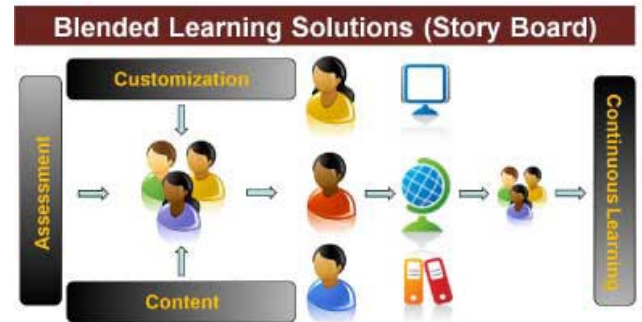 Blended Learning Solutions (Story Board)
Customization
Assessment
Continuous Learning
Content